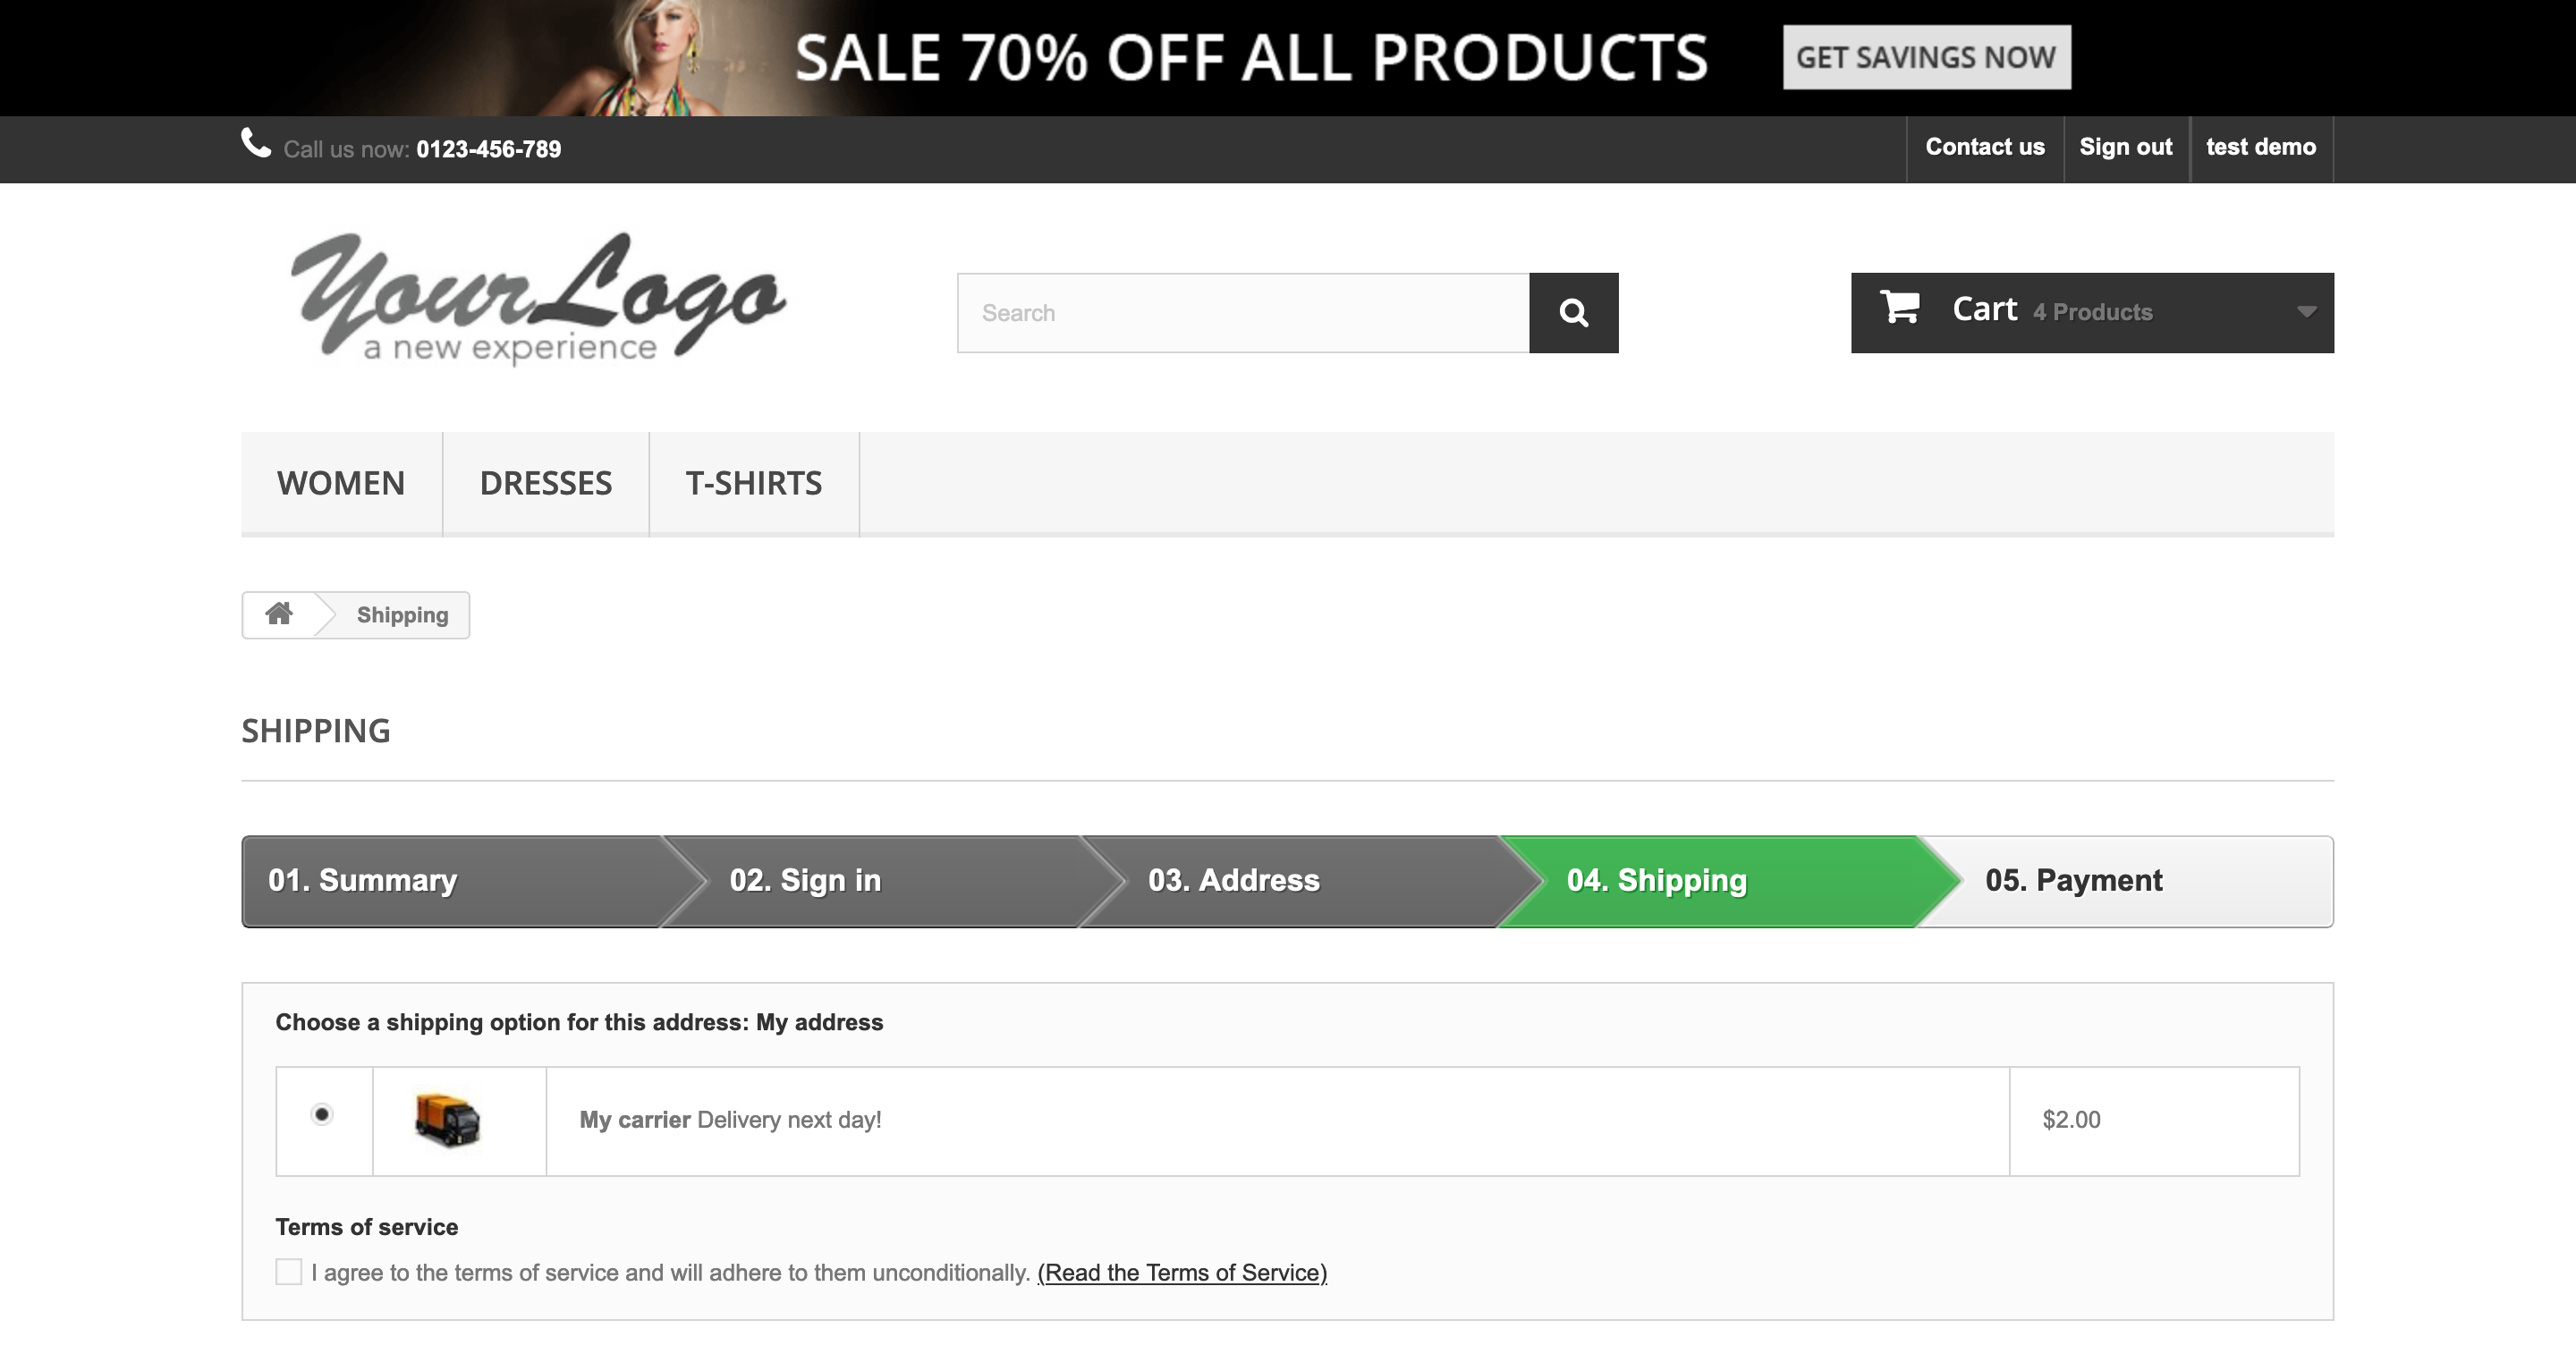 SALE 70% OFF ALL PRODUCTS GET SAVINGS NOW
Call us now: 0123-456-789 Contact us Sign out test demo
YourLogo
a new experience
Search
Cart 4 Products
WOMEN DRESSES T-SHIRTS
Shipping
SHIPPING
01. Summary 02. Sign in 03. Address 04. Shipping 05. Payment
Choose a shipping option for this address: My address
My carrier Delivery next day! $2.00
Terms of service
I agree to the terms of service and will adhere to them unconditionally. (Read the Terms of Service)